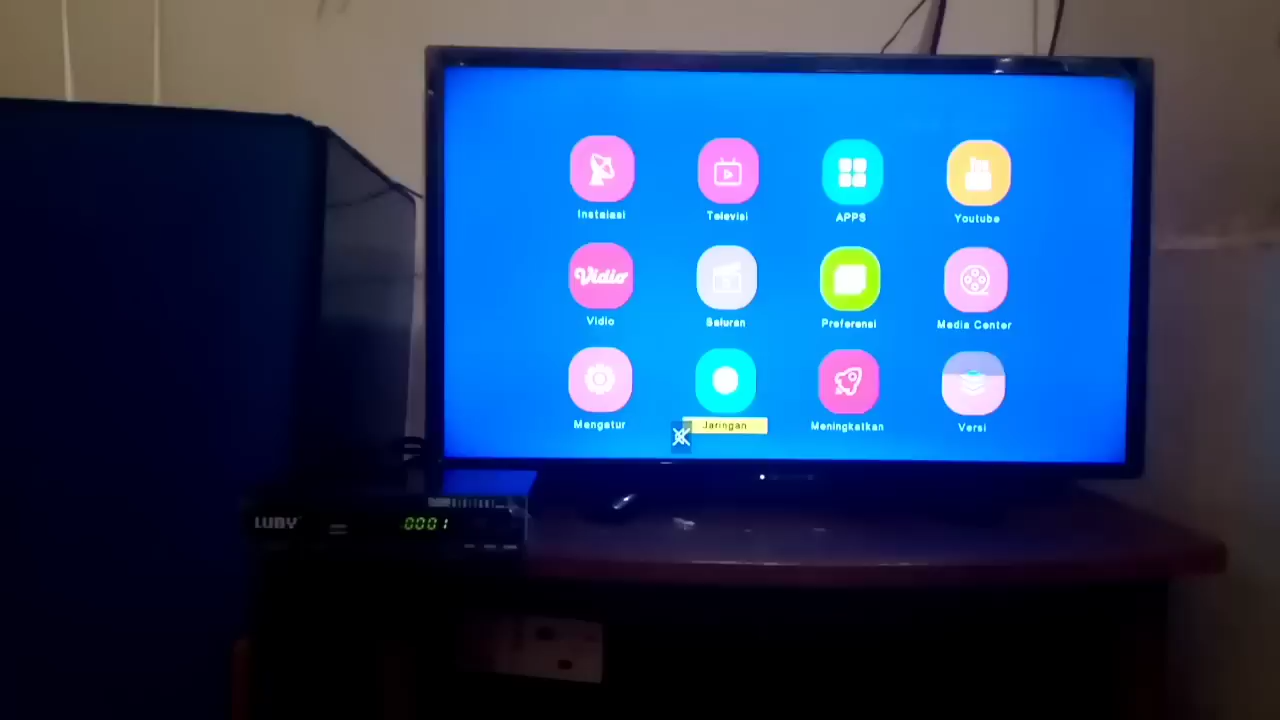 Instalasi
Televisi
APPS
Youtube
Vidio
Vidio
Saluran
Preferensi
Media Center
Mengatur
Jaringan
Meningkatkan
Versi
LUBY
0001